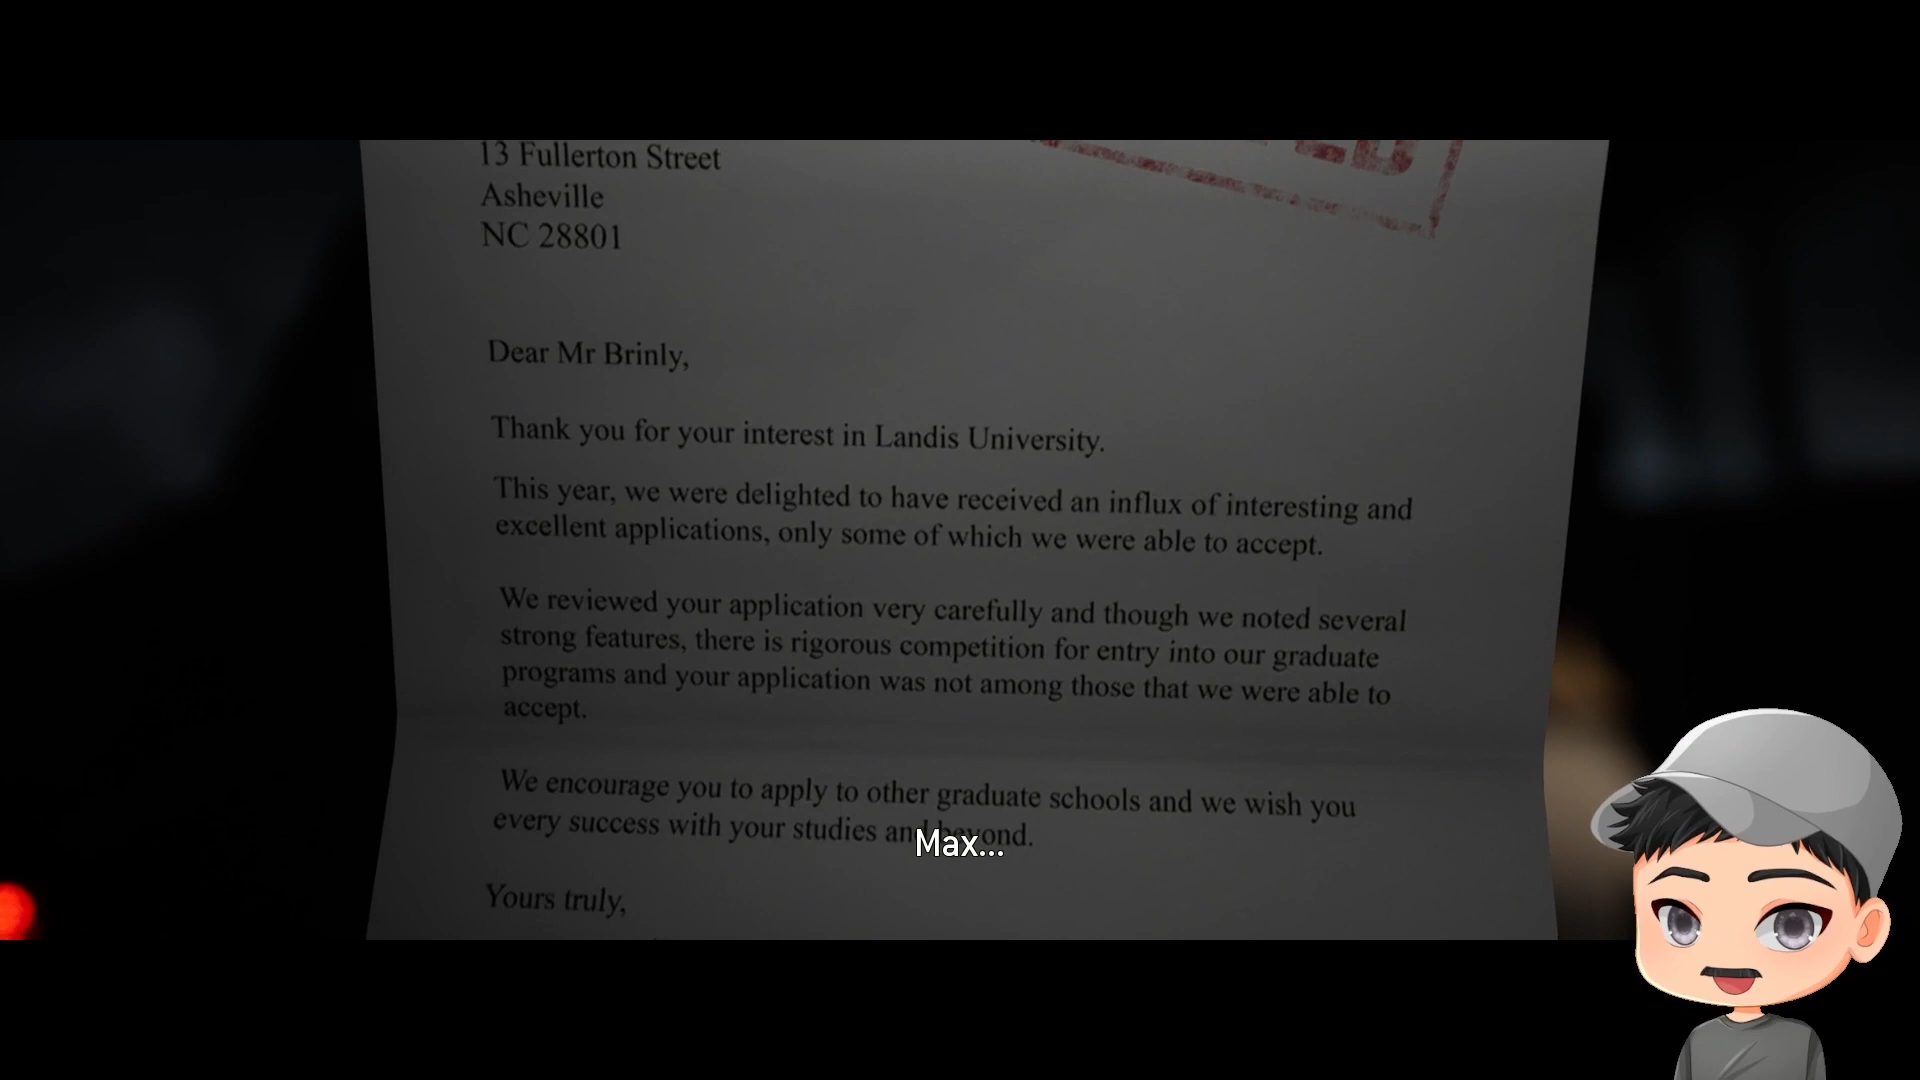 13 Fullerton Street
Asheville
NC 28801
Dear Mr Brinly,
Thank you for your interest in Landis University.
This year, we were delighted to have received an influx of interesting and
excellent applications, only some of which we were able to accept.
We reviewed your application very carefully and though we noted several
strong features, there is rigorous competition for entry into our graduate
programs and your application was not among those that we were able to
accept.
We encourage you to apply to other graduate schools and we wish you
every success with your studies and beyond.
Max...
Yours truly,